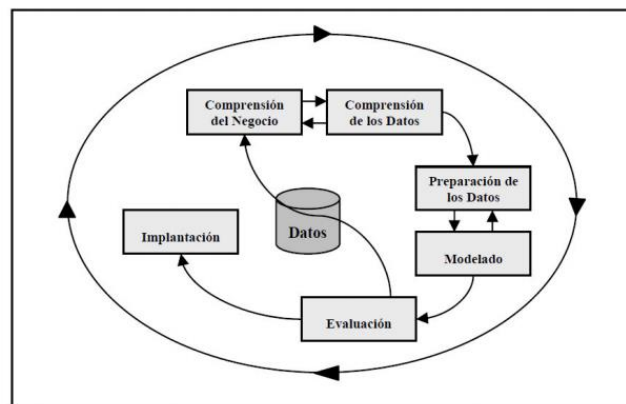 Comprensión
del Negocio
Comprensión
de los Datos
Preparación de
los Datos
Modelado
Evaluación
Implantación
Datos